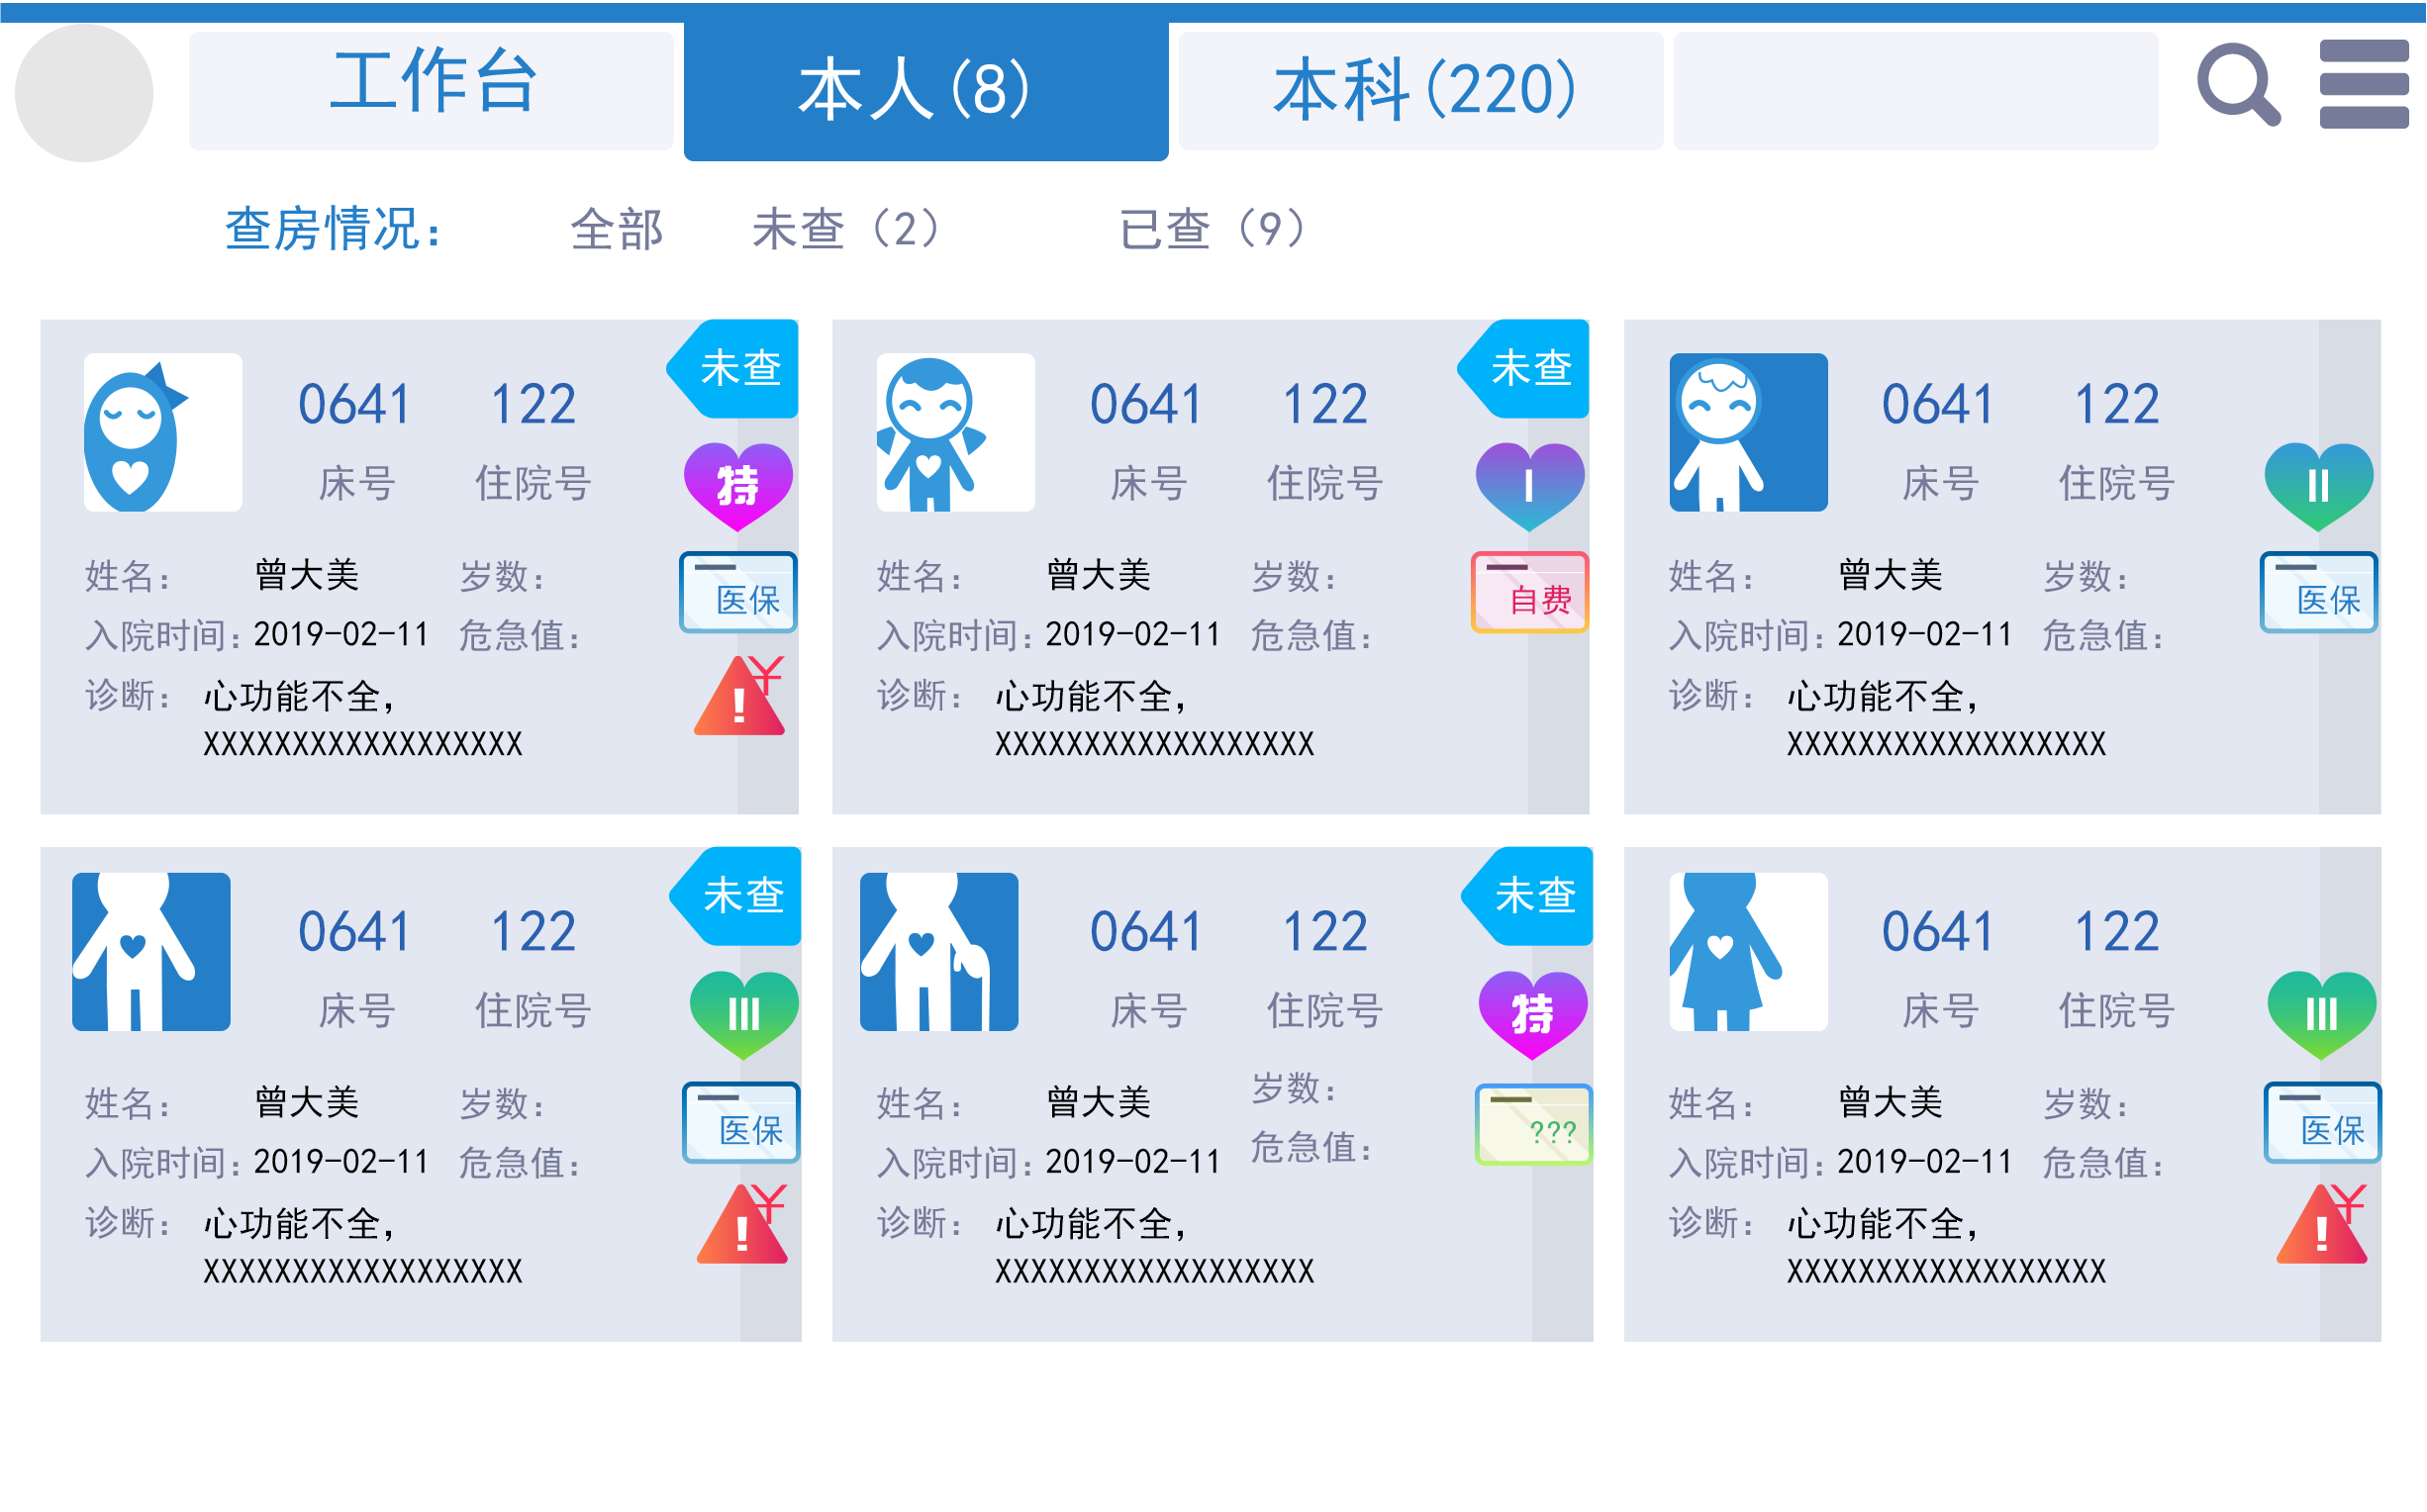 工作台
本人(8)
本科(220)
查房情况：
全部
未查（2）
已查（9）
未查
0641 122
床号 住院号
特
姓名： 曾大美 岁数：
医保
入院时间：2019-02-11 危急值：
诊断： 心功能不全，
¥
!
XXXXXXXXXXXXXXXXXX
未查
0641 122
床号 住院号
I
姓名： 曾大美 岁数：
自费
入院时间：2019-02-11 危急值：
诊断： 心功能不全，
XXXXXXXXXXXXXXXXXX
0641 122
床号 住院号
II
姓名： 曾大美 岁数：
医保
入院时间：2019-02-11 危急值：
诊断： 心功能不全，
XXXXXXXXXXXXXXXXXX
未查
0641 122
床号 住院号
III
姓名： 曾大美 岁数：
医保
入院时间：2019-02-11 危急值：
诊断： 心功能不全，
¥
!
XXXXXXXXXXXXXXXXXX
未查
0641 122
床号 住院号
特
姓名： 曾大美 岁数：
???
入院时间：2019-02-11 危急值：
诊断： 心功能不全，
XXXXXXXXXXXXXXXXXX
0641 122
床号 住院号
III
姓名： 曾大美 岁数：
医保
入院时间：2019-02-11 危急值：
诊断： 心功能不全，
¥
!
XXXXXXXXXXXXXXXXXX